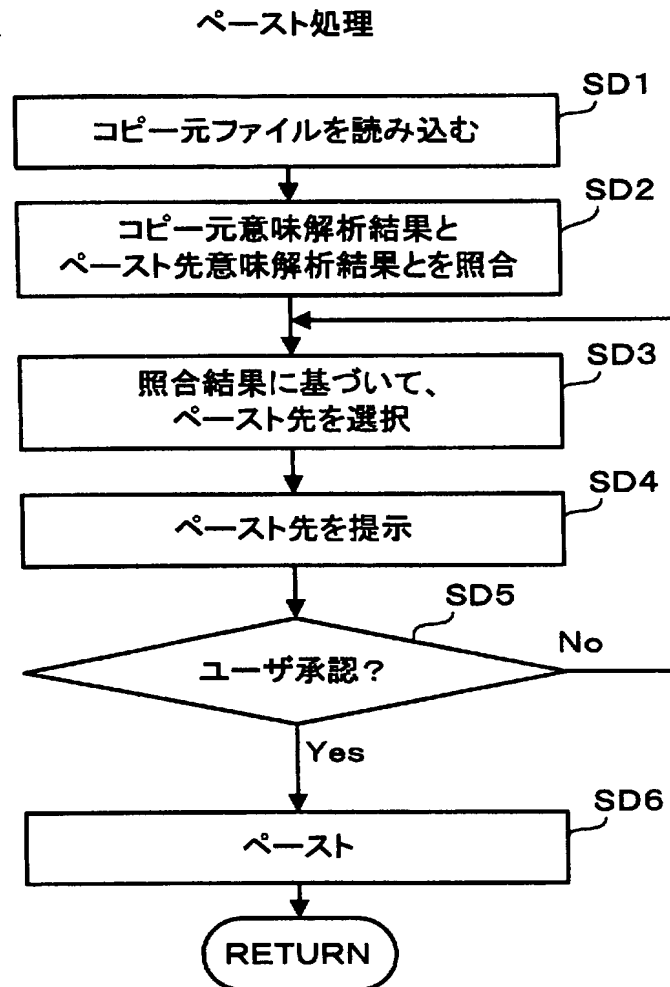 ペースト処理
SD1
コピー元ファイルを読み込む
SD2
コピー元意味解析結果と
ペースト先意味解析結果とを照合
SD3
照合結果に基づいて、
ペースト先を選択
SD4
ペースト先を提示
SD5
ユーザ承認?
No
Yes
SD6
ペースト
RETURN